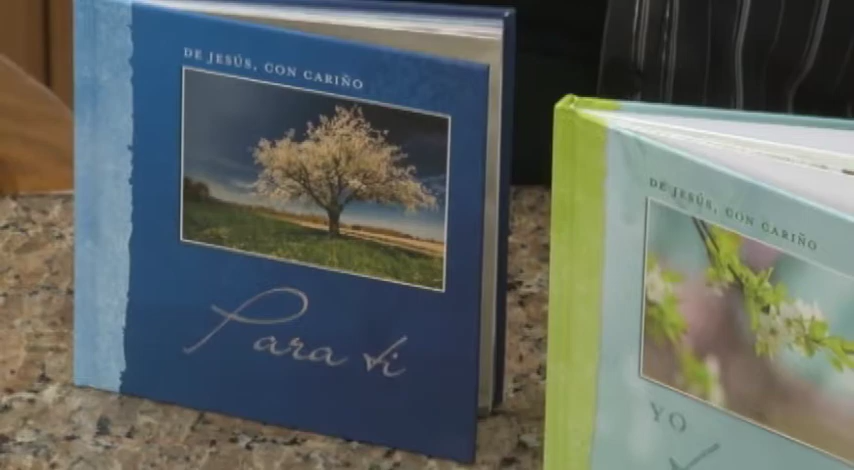 DE JESÚS, CON CARIÑO
Para ti
DE JESÚS, CON CARIÑO
YO